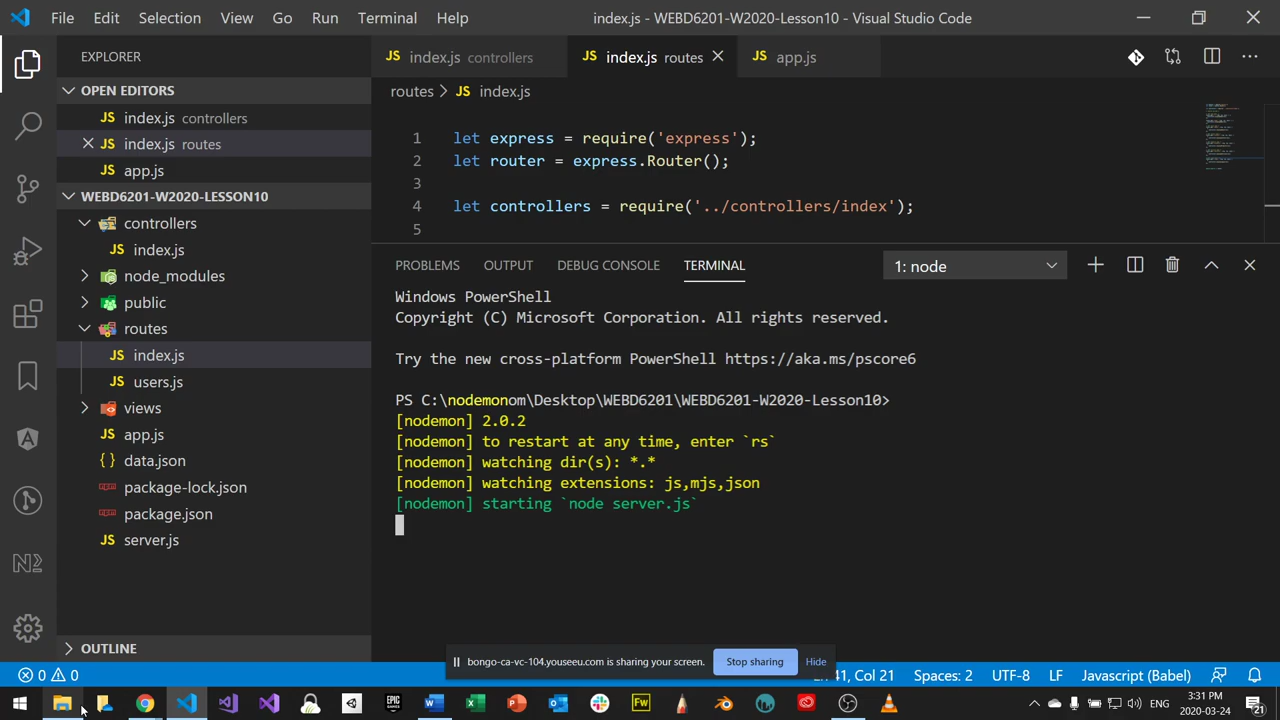 File Edit Selection View Go Run Terminal Help index.js - WEBD6201-W2020-Lesson10 - Visual Studio Code
EXPLORER
JS index.js controllers JS index.js routes JS app.js
OPEN EDITORS
JS index.js controllers
JS index.js routes
JS app.js
WEBD6201-W2020-LESSON10
controllers
JS index.js
node_modules
public
routes
JS index.js
JS users.js
views
JS app.js
{} data.json
package-lock.json
package.json
JS server.js
OUTLINE
routes > JS index.js
1 let express = require('express');
2 let router = express.Router();
3
4 let controllers = require('../controllers/index');
5
PROBLEMS OUTPUT DEBUG CONSOLE TERMINAL 1: node
Windows PowerShell
Copyright (C) Microsoft Corporation. All rights reserved.
Try the new cross-platform PowerShell https://aka.ms/pscore6
PS C:\nodemonom\Desktop\WEBD6201\WEBD6201-W2020-Lesson10>
[nodemon] 2.0.2
[nodemon] to restart at any time, enter `rs`
[nodemon] watching dir(s): *.*
[nodemon] watching extensions: js,mjs,json
[nodemon] starting `node server.js`
bongo-ca-vc-104.youseeu.com is sharing your screen. Stop sharing Hide
0 0 41, Col 21 Spaces: 2 UTF-8 LF Javascript (Babel)
Fw
3:31 PM
2020-03-24
21